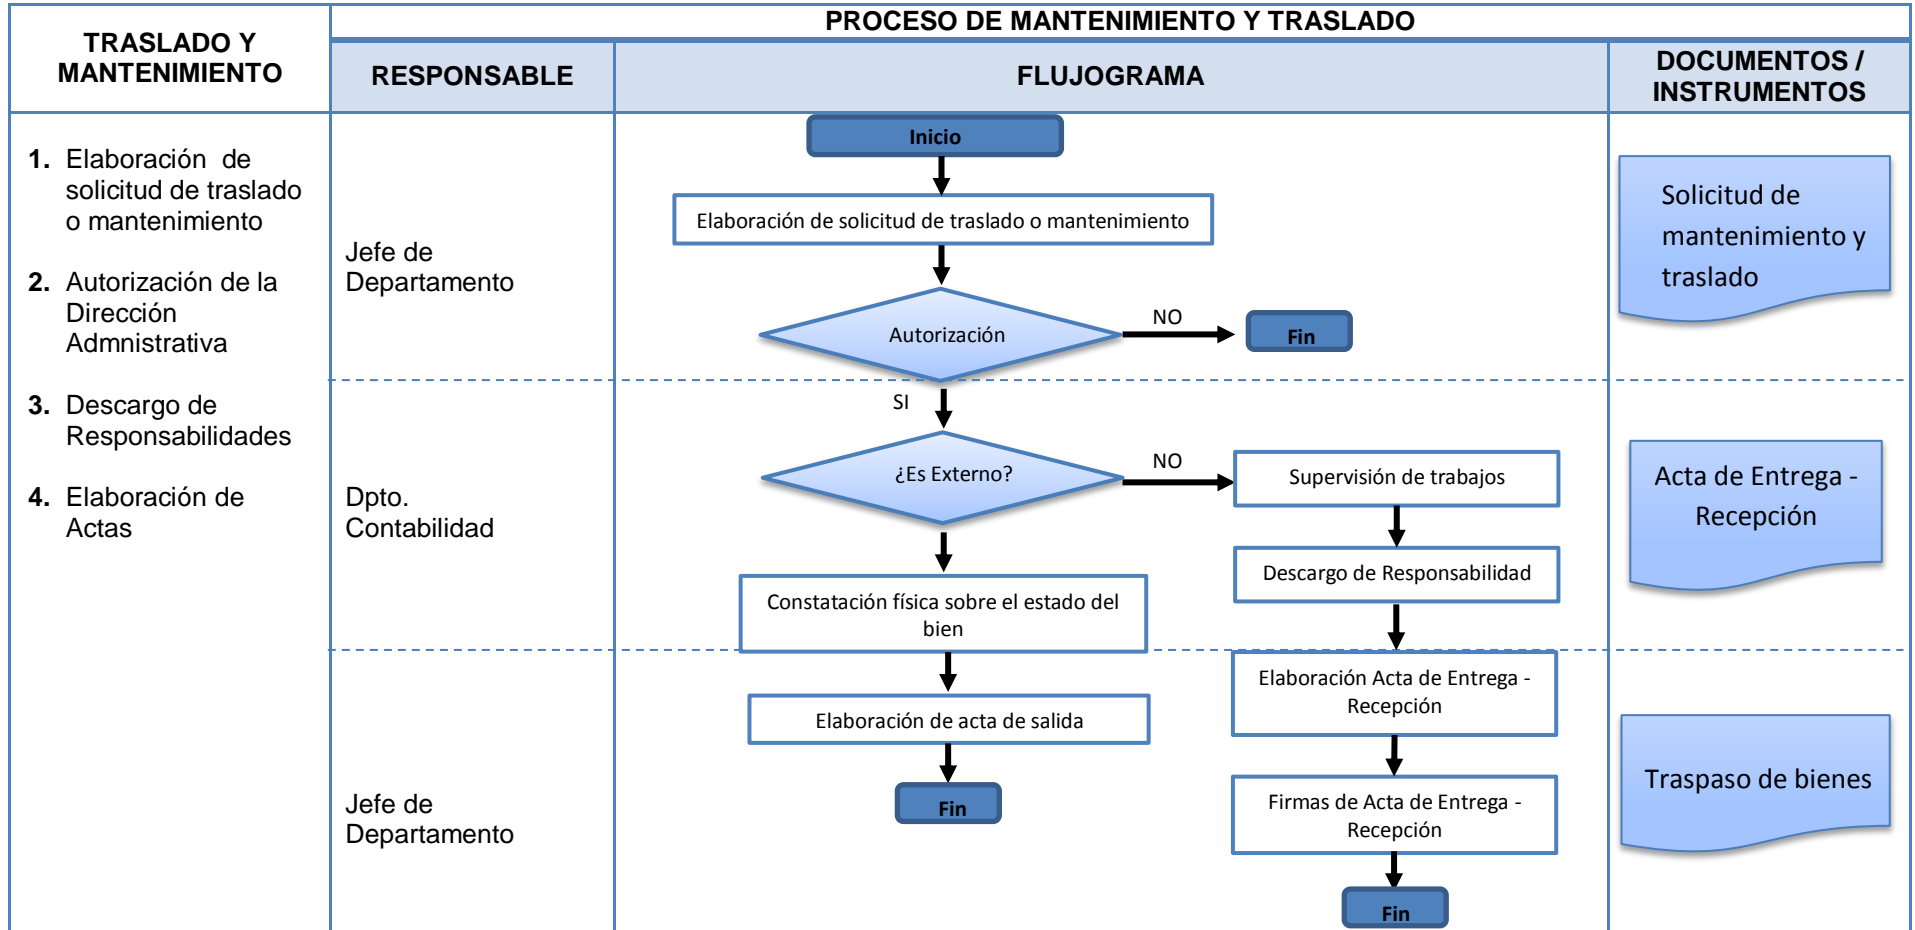 TRASLADO Y
MANTENIMIENTO
PROCESO DE MANTENIMIENTO Y TRASLADO
RESPONSABLE
FLUJOGRAMA
DOCUMENTOS /
INSTRUMENTOS
1. Elaboración de
solicitud de traslado
o mantenimiento
2. Autorización de la
Dirección
Admnistrativa
3. Descargo de
Responsabilidades
4. Elaboración de
Actas
Jefe de
Departamento
Inicio
Elaboración de solicitud de traslado o mantenimiento
Autorización
NO
Fin
Solicitud de
mantenimiento y
traslado
Dpto.
Contabilidad
SI
¿Es Externo?
NO
Supervisión de trabajos
Descargo de Responsabilidad
Constatación física sobre el estado del
bien
Acta de Entrega -
Recepción
Jefe de
Departamento
Elaboración de acta de salida
Fin
Elaboración Acta de Entrega -
Recepción
Firmas de Acta de Entrega -
Recepción
Fin
Traspaso de bienes